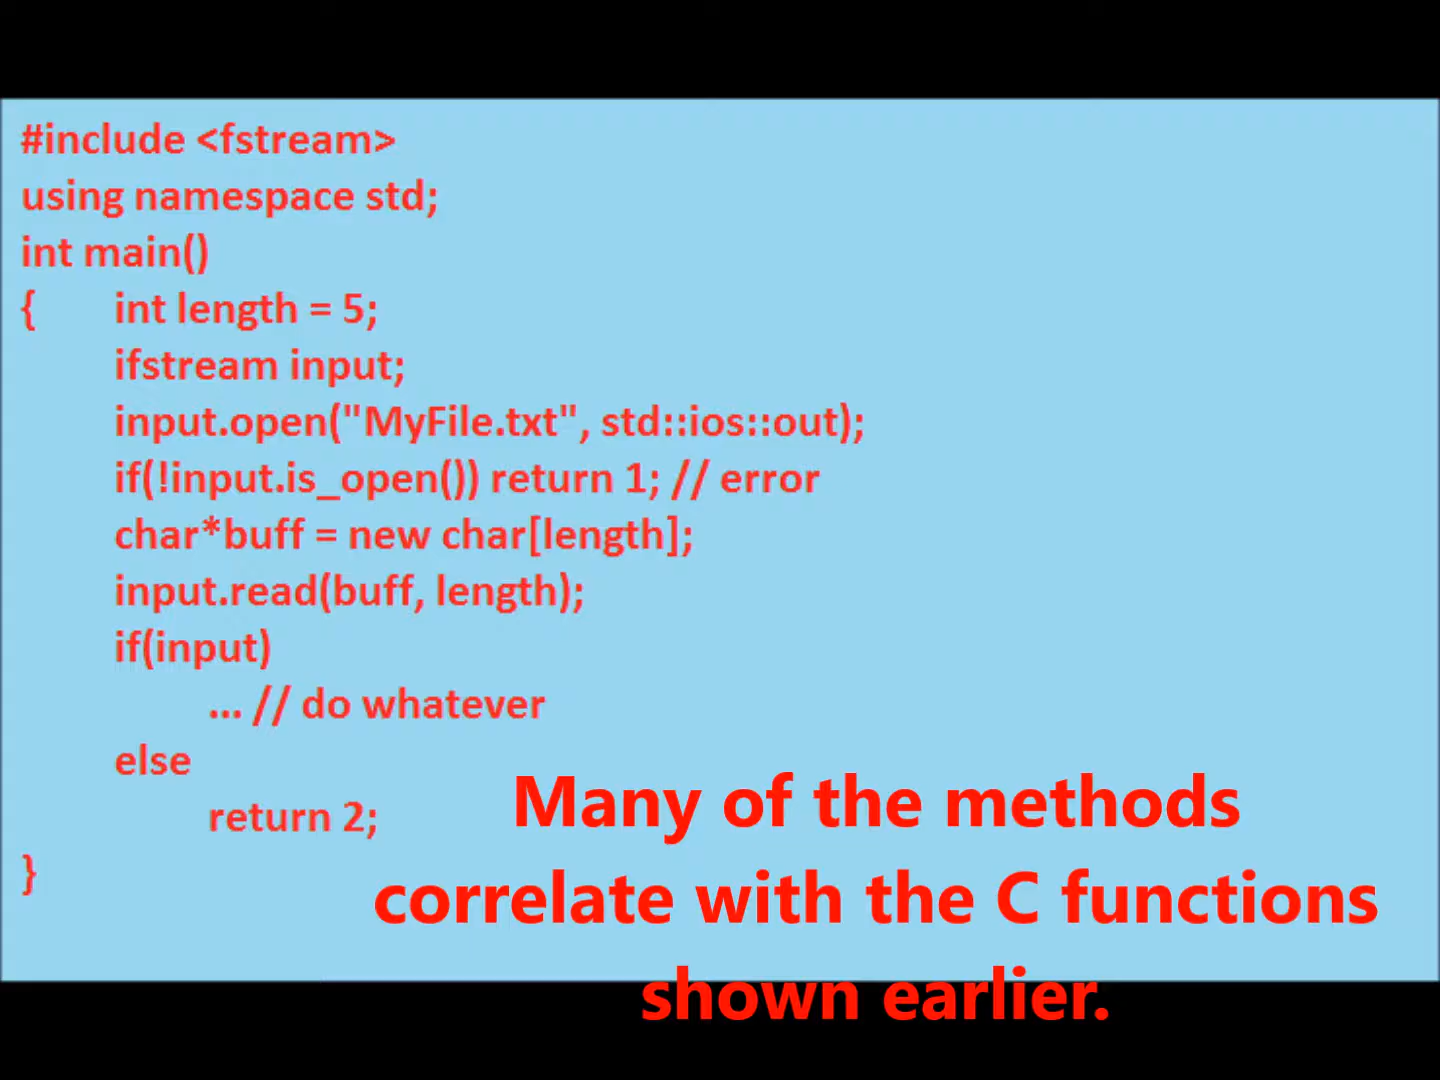 #include <fstream>
using namespace std;
int main()
{ int length = 5;
ifstream input;
input.open("MyFile.txt", std::ios::out);
if(!input.is_open()) return 1; // error
char*buff = new char[length];
input.read(buff, length);
if(input)
... // do whatever
else
return 2;
}
Many of the methods
correlate with the C functions
shown earlier.